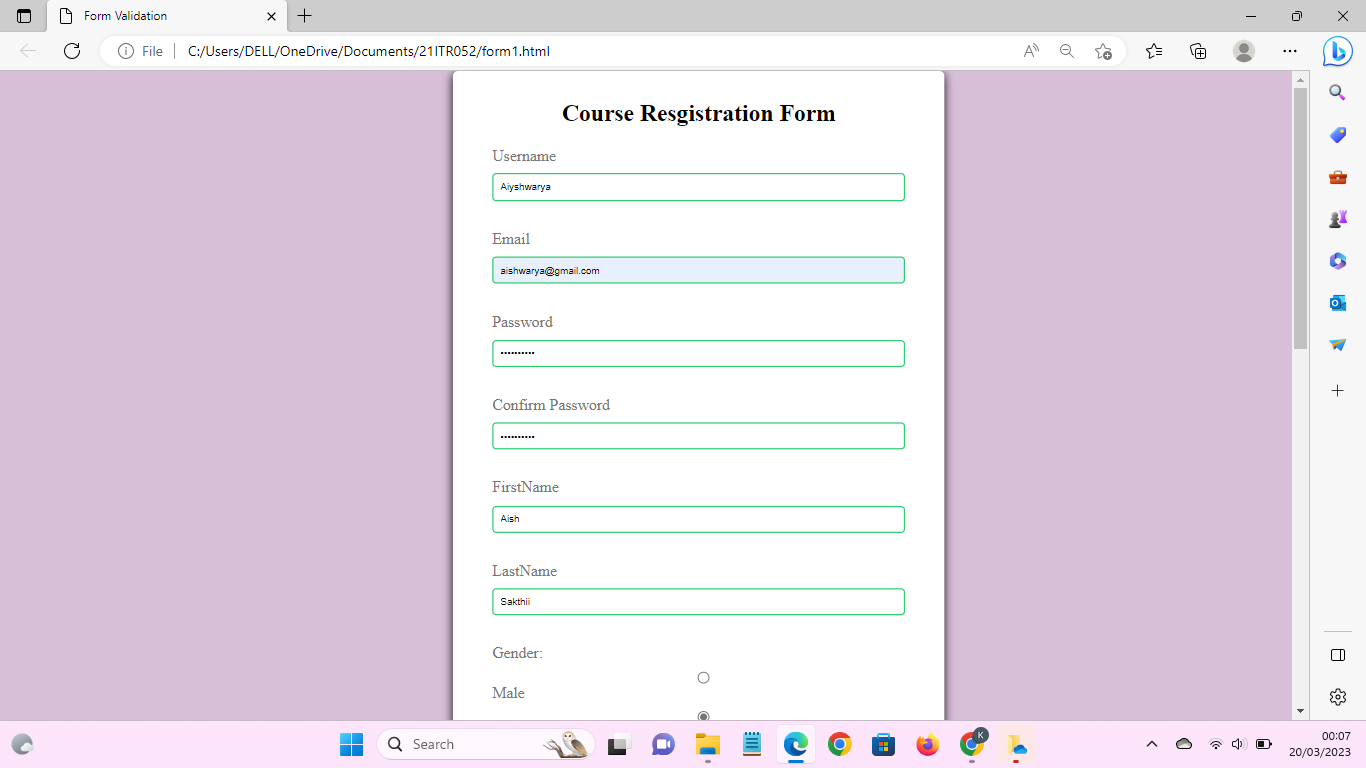 Form Validation
File
C:/Users/DELL/OneDrive/Documents/21ITR052/form1.html
Course Resgistration Form
Username
Aiyshwarya
Email
aishwarya@gmail.com
Password
••••••••••
Confirm Password
••••••••••
FirstName
Aish
LastName
Sakthii
Gender:
Male
Search
K
00:07
20/03/2023